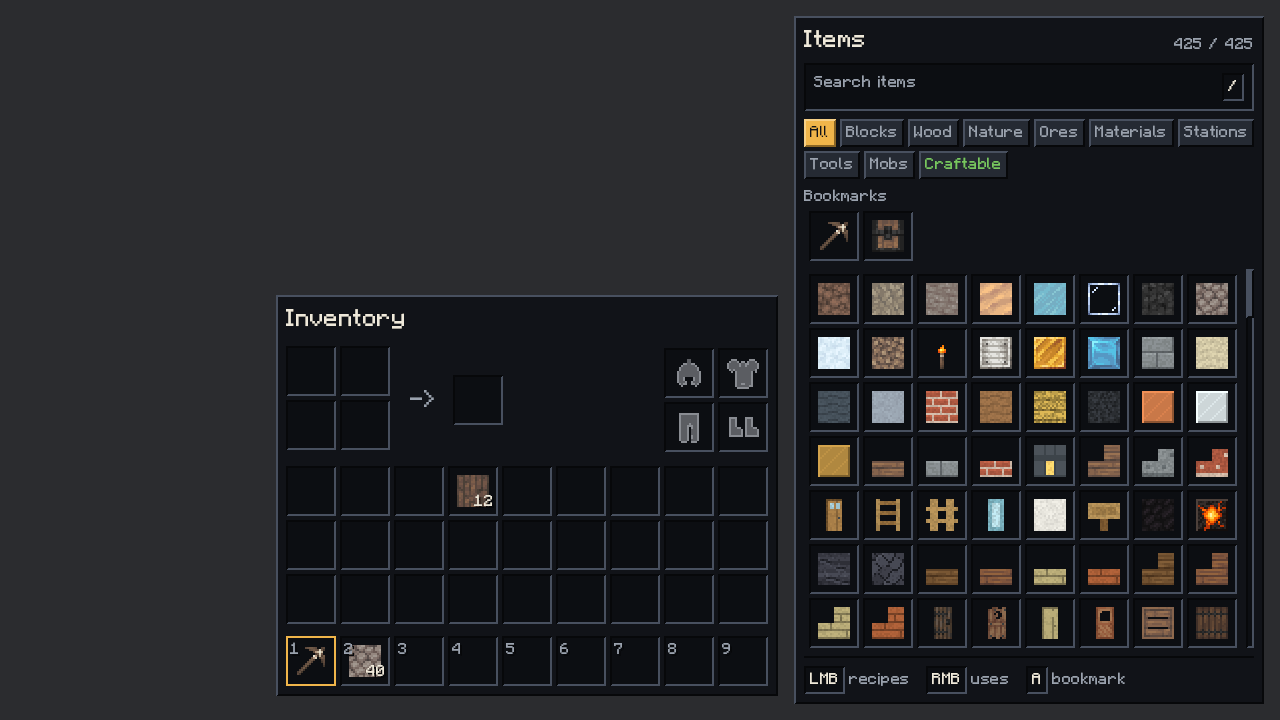 Items
425 / 425
Search items
/
All Blocks Wood Nature Ores Materials Stations
Tools Mobs Craftable
Bookmarks
Inventory
12
1 2 3 4 5 6 7 8 9
40
LMB recipes RMB uses A bookmark